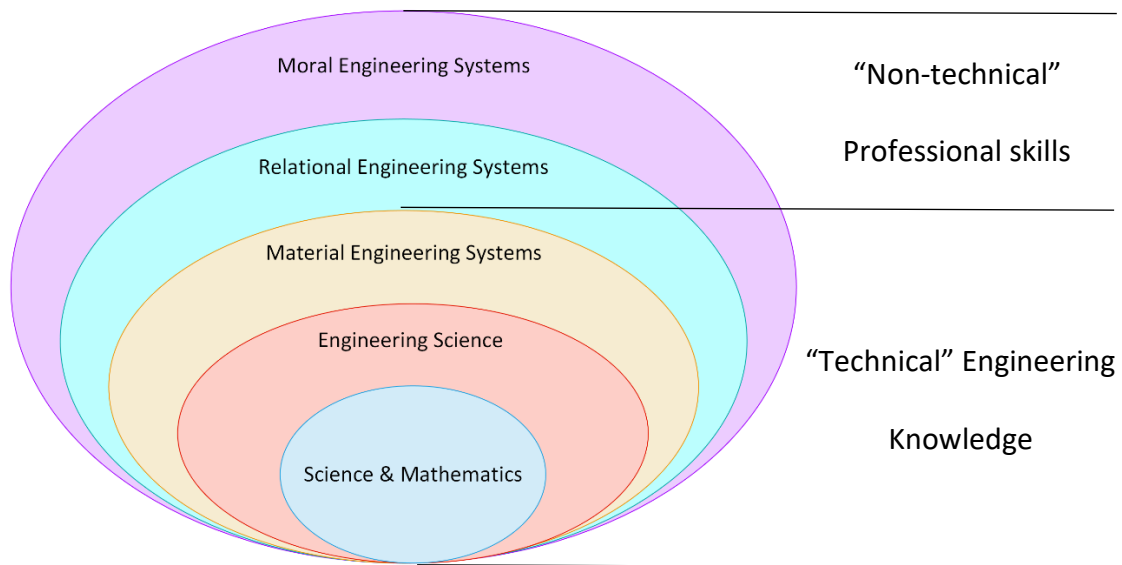 Moral Engineering Systems
“Non-technical”
Professional skills
Relational Engineering Systems
Material Engineering Systems
Engineering Science
“Technical” Engineering
Knowledge
Science & Mathematics